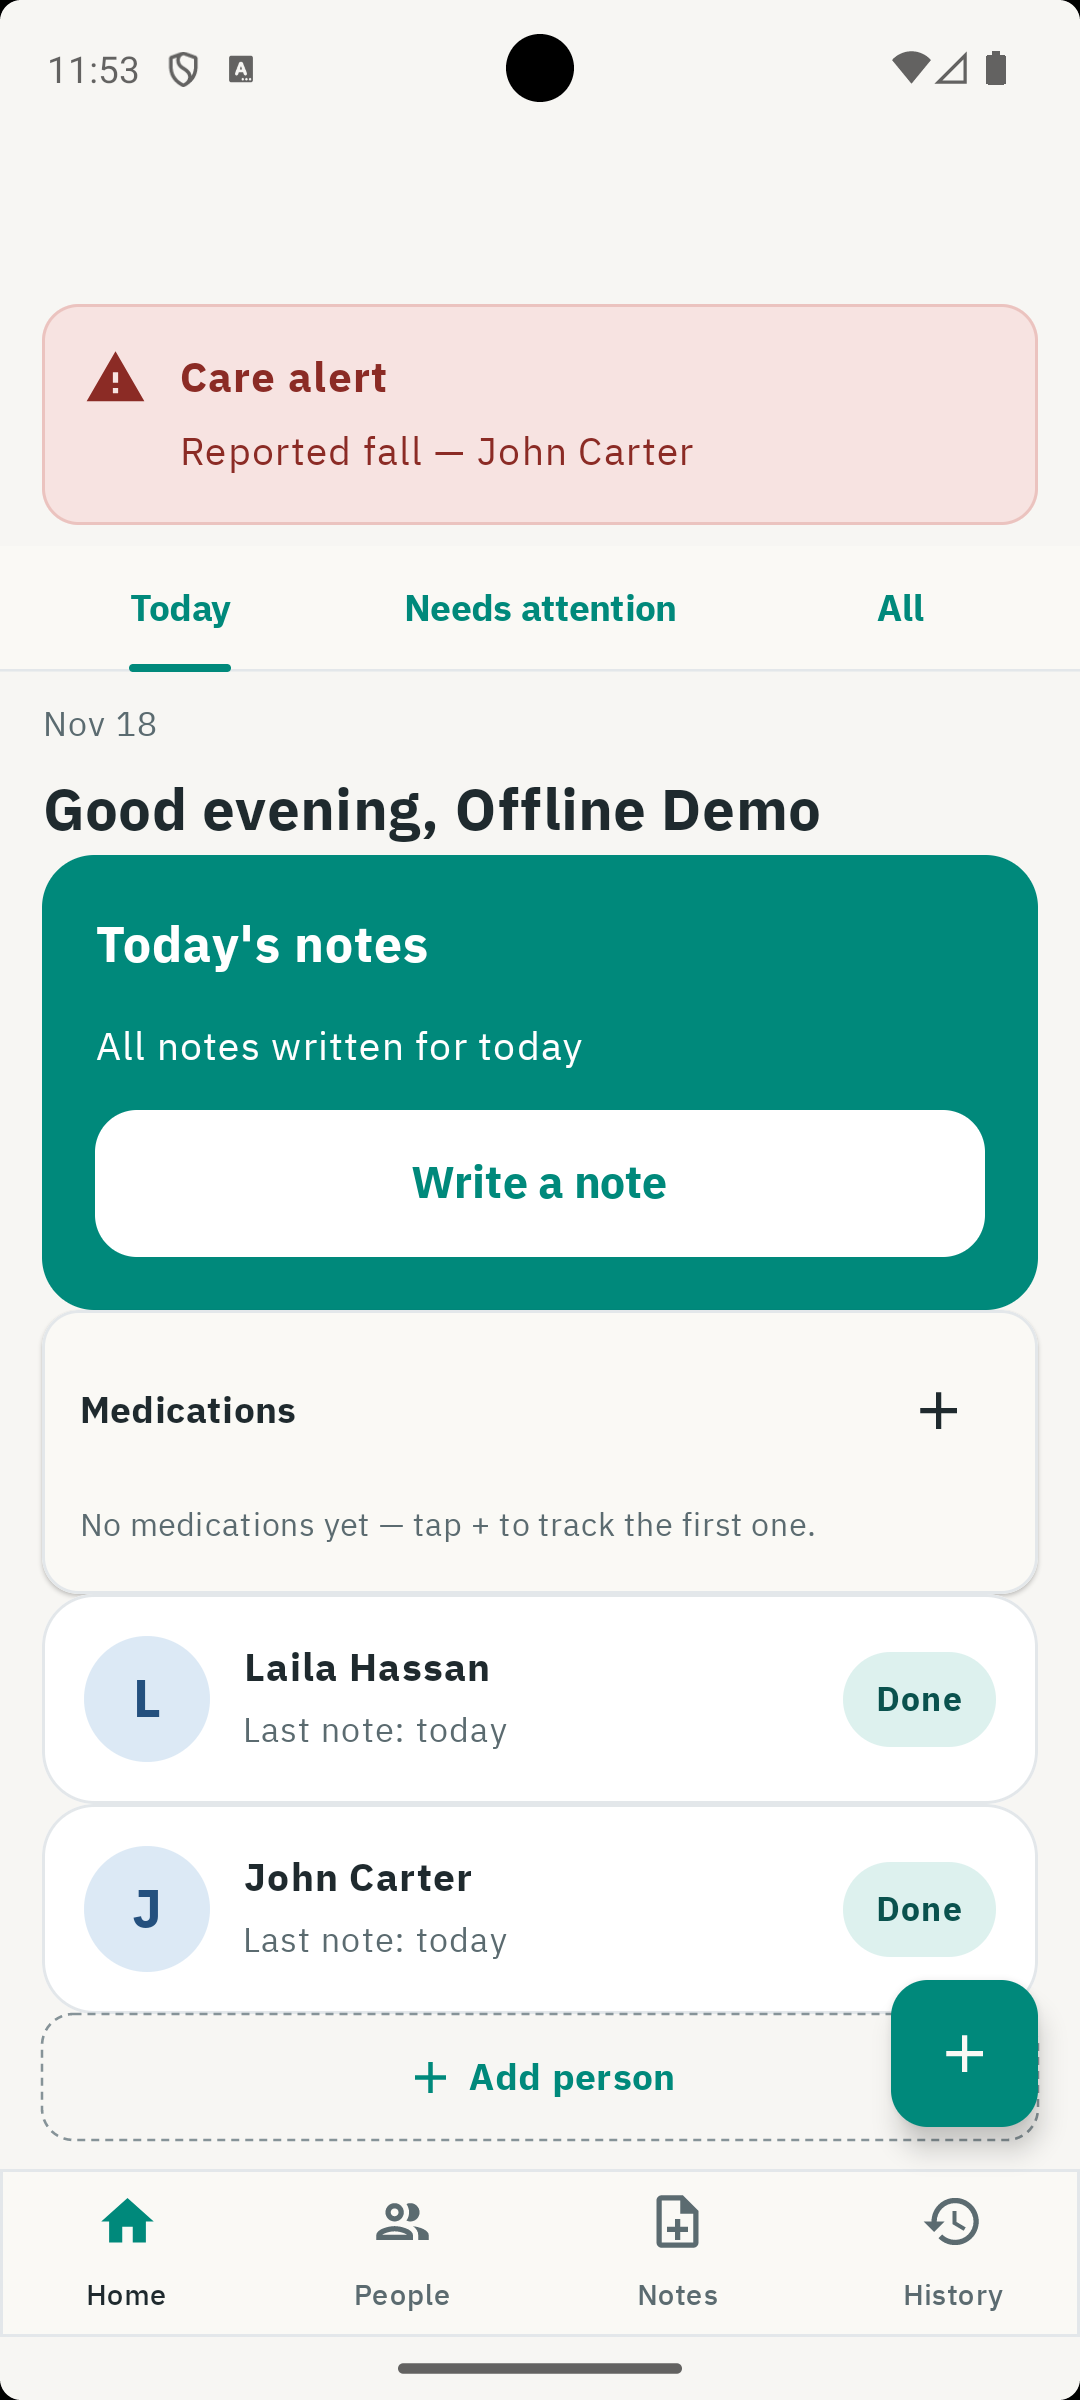 11:53
Care alert
Reported fall — John Carter
Today
Needs attention
All
Nov 18
Good evening, Offline Demo
Today's notes
All notes written for today
Write a note
Medications
No medications yet — tap + to track the first one.
L
Laila Hassan
Last note: today
Done
J
John Carter
Last note: today
Done
Add person
Home
People
Notes
History